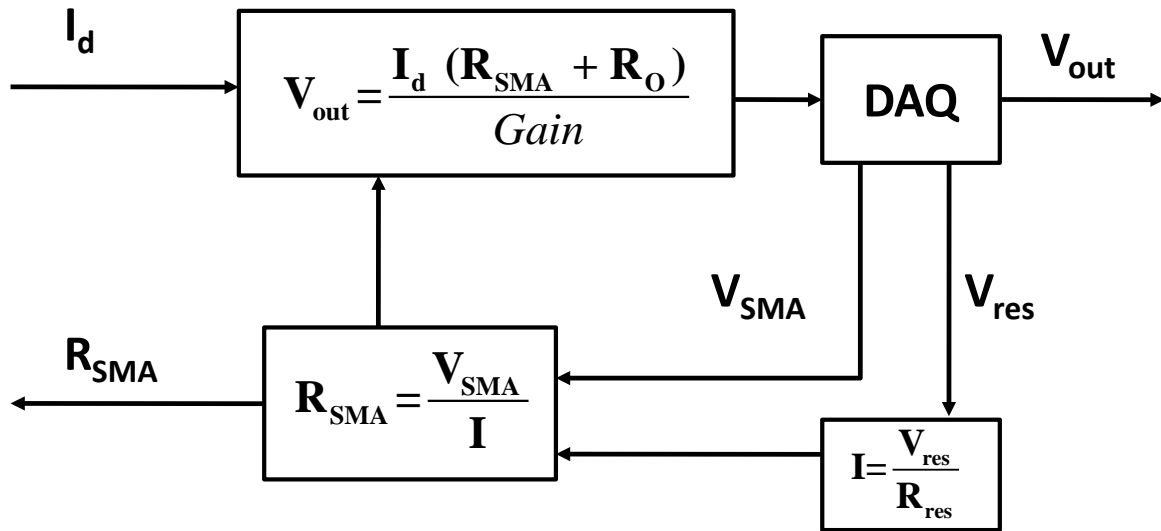 I_d
V_out = I_d (R_SMA + R_O) / Gain
DAQ
V_out
V_SMA
V_res
R_SMA
R_SMA = V_SMA / I
I = V_res / R_res